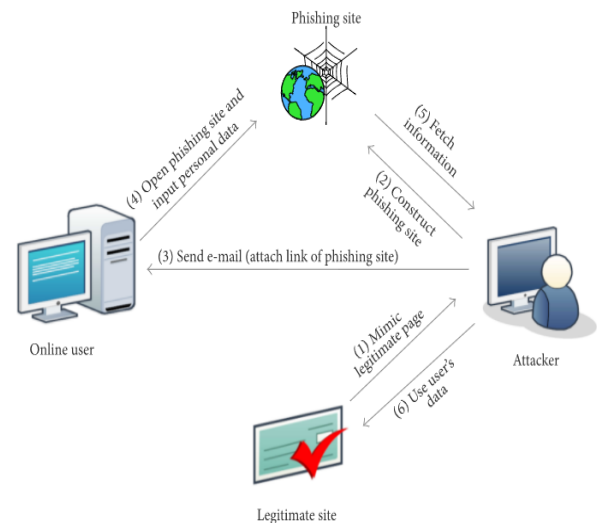 Phishing site
(4) Open phishing site and
input personal data
(5) Fetch
information
(2) Construct
phishing site
(3) Send e-mail (attach link of phishing site)
Online user
(1) Mimic
legitimate page
(6) Use user's
data
Attacker
Legitimate site